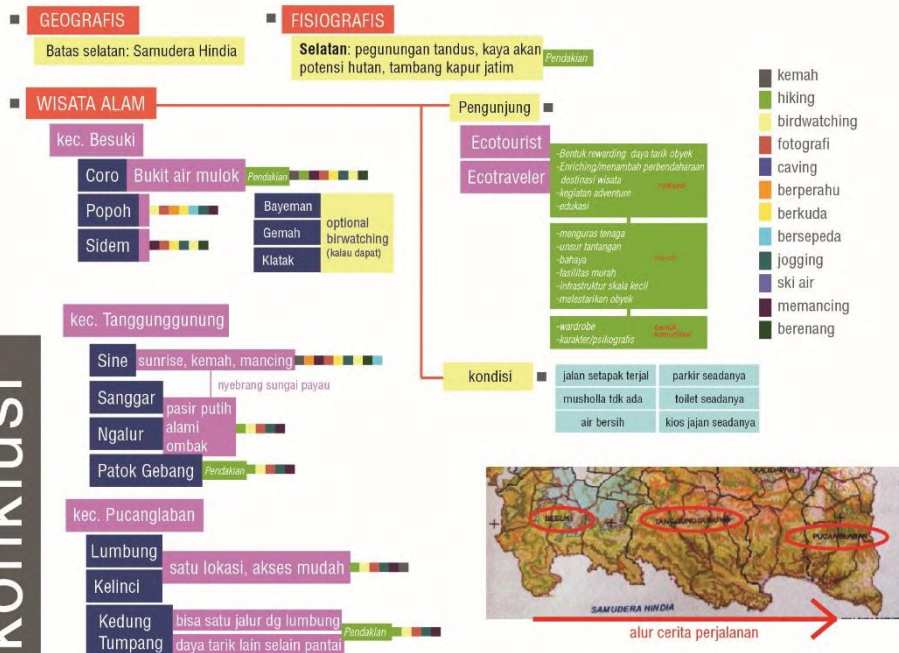 GEOGRAFIS
Batas selatan: Samudera Hindia
FISIOGRAFIS
Selatan: pegunungan tandus, kaya akan
potensi hutan, tambang kapur jatim
Pendakian
WISATA ALAM
kec. Besuki
Coro
Bukit air mulok
Pendakian
Popoh
Sidem
Bayeman
Gemah
Klatak
optional
birwatching
(kalau dapat)
kec. Tanggunggunung
Sine
sunrise, kemah, mancing
nyebrang sungai payau
Sanggar
Ngalur
pasir putih
alami
ombak
Patok Gebang
Pendakian
kec. Pucanglaban
Lumbung
Kelinci
satu lokasi, akses mudah
Kedung
Tumpang
bisa satu jalur dg lumbung
daya tarik lain selain pantai
Pendakian
Pengunjung
Ecotourist
Ecotraveler
-Bentuk rewarding daya tarik obyek
-Enriching/menambah perbendaharaan
destinasi wisata
-kegiatan adventure
-edukasi
-menguras tenaga
-unsur tantangan
-bahaya
-fasilitas murah
-infrastruktur skala kecil
-melestarikan obyek
-wardrobe
-karakter/psikografis
kondisi
jalan setapak terjal
parkir seadanya
musholla tdk ada
toilet seadanya
air bersih
kios jajan seadanya
kemah
hiking
birdwatching
fotografi
caving
berperahu
berkuda
bersepeda
jogging
ski air
memancing
berenang
BESUKI
TANGGUNGGUNUNG
PUCANGLABAN
SAMUDERA HINDIA
alur cerita perjalanan
konklusi